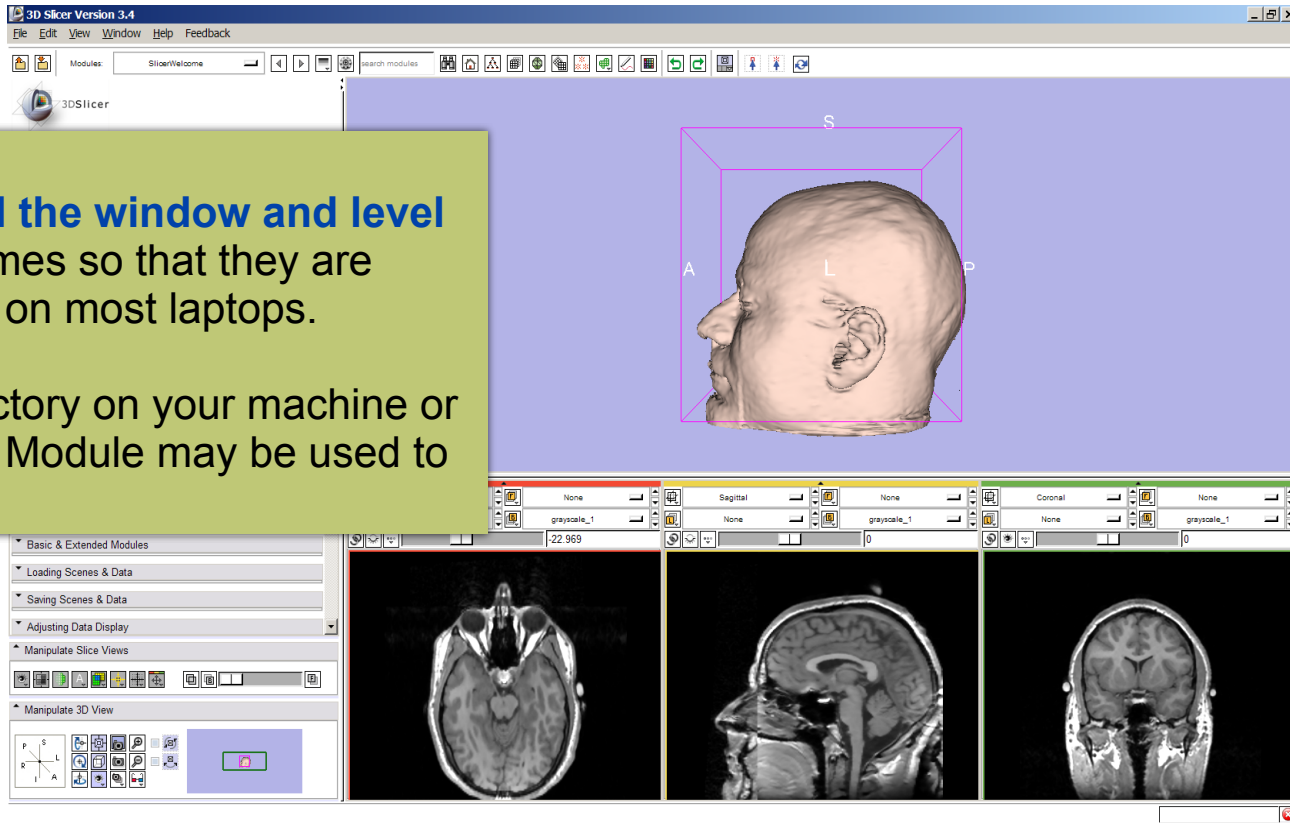 3D Slicer Version 3.4
File Edit View Window Help Feedback
Modules: SlicerWelcome search modules
3DSlicer
the window and level
mes so that they are
on most laptops.
ctory on your machine or
Module may be used to
S
A L P
None Sagittal None Coronal None
grayscale_1 None grayscale_1 None grayscale_1
-22.969 0 0
Basic & Extended Modules
Loading Scenes & Data
Saving Scenes & Data
Adjusting Data Display
Manipulate Slice Views
Manipulate 3D View
P S
R L
I A